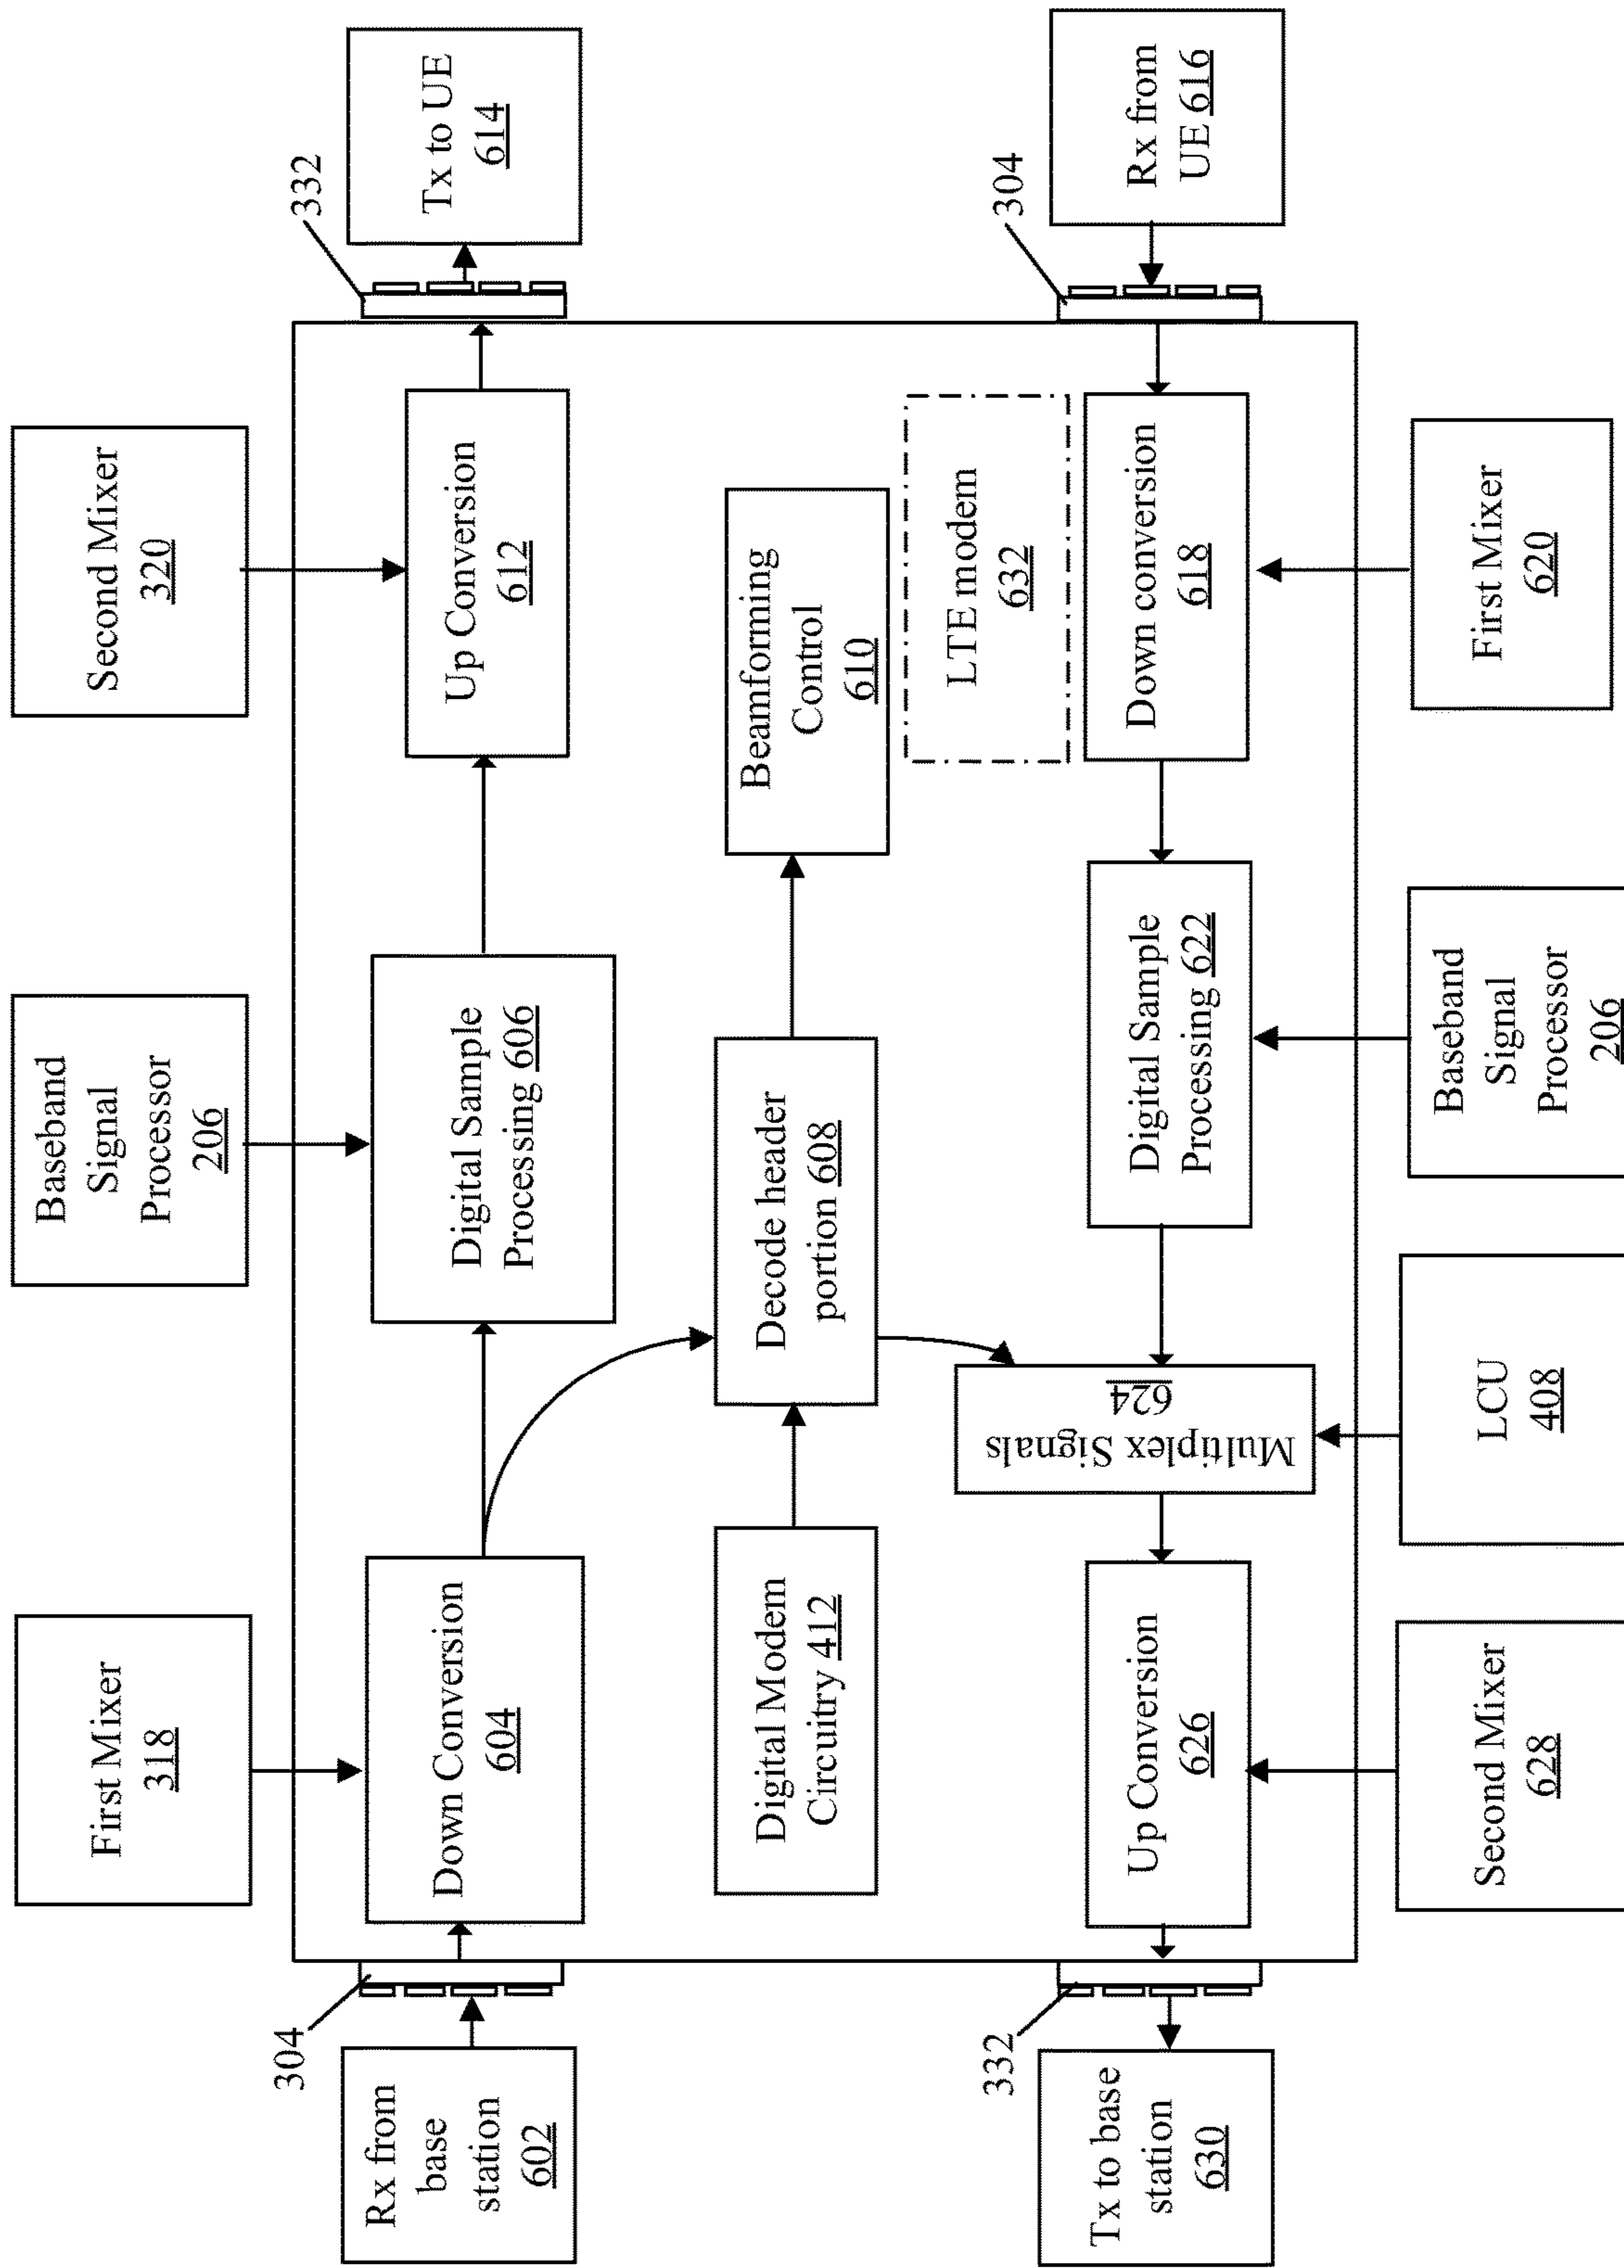 First Mixer
318
Baseband
Signal
Processor
206
Second Mixer
320
304
332
Rx from
base
station
602
Down Conversion
604
Digital Sample
Processing 606
Up Conversion
612
Tx to UE
614
Digital Modem
Circuitry 412
Decode header
portion 608
Beamforming
Control
610
LTE modem
632
332
304
Tx to base
station
630
Up Conversion
626
Multiplex Signals
624
Digital Sample
Processing 622
Down conversion
618
Rx from
UE 616
Second Mixer
628
LCU
408
Baseband
Signal
Processor
206
First Mixer
620